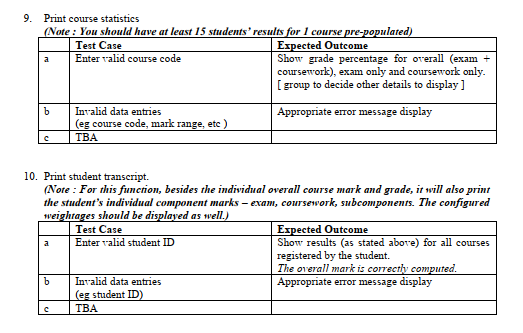 9. Print course statistics
(Note : You should have at least 15 students' results for 1 course pre-populated)
Test Case Expected Outcome
a Enter valid course code Show grade percentage for overall (exam +
coursework), exam only and coursework only.
[ group to decide other details to display ]
b Invalid data entries Appropriate error message display
(eg course code, mark range, etc )
c TBA
10. Print student transcript.
(Note : For this function, besides the individual overall course mark and grade, it will also print
the student's individual component marks – exam, coursework, subcomponents. The configured
weightages should be displayed as well.)
Test Case Expected Outcome
a Enter valid student ID Show results (as stated above) for all courses
registered by the student.
The overall mark is correctly computed.
b Invalid data entries Appropriate error message display
(eg student ID)
c TBA